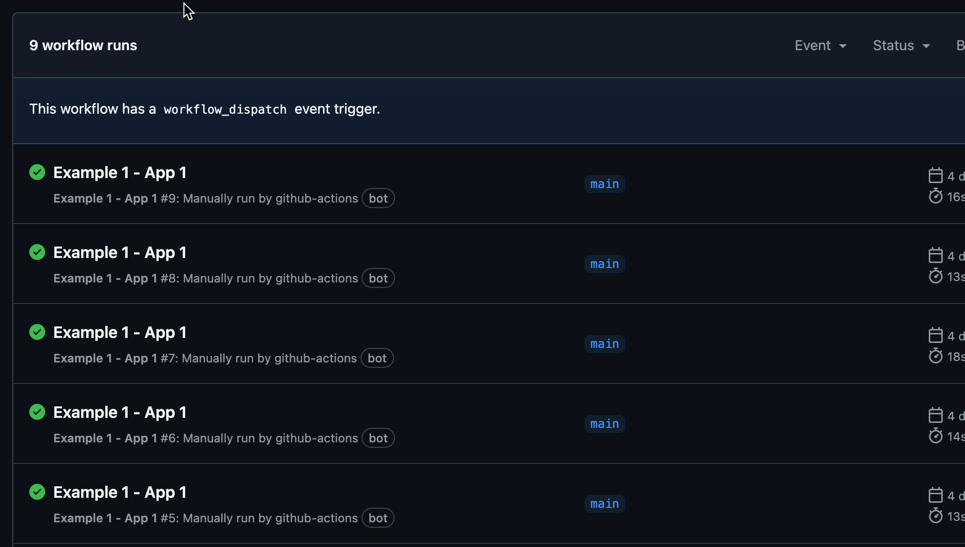 9 workflow runs
Event
Status
B
This workflow has a workflow_dispatch event trigger.
Example 1 - App 1
Example 1 - App 1 #9: Manually run by github-actions bot
main
4 d
16s
Example 1 - App 1
Example 1 - App 1 #8: Manually run by github-actions bot
main
4 d
13s
Example 1 - App 1
Example 1 - App 1 #7: Manually run by github-actions bot
main
4 d
18s
Example 1 - App 1
Example 1 - App 1 #6: Manually run by github-actions bot
main
4 d
14s
Example 1 - App 1
Example 1 - App 1 #5: Manually run by github-actions bot
main
4 d
13s